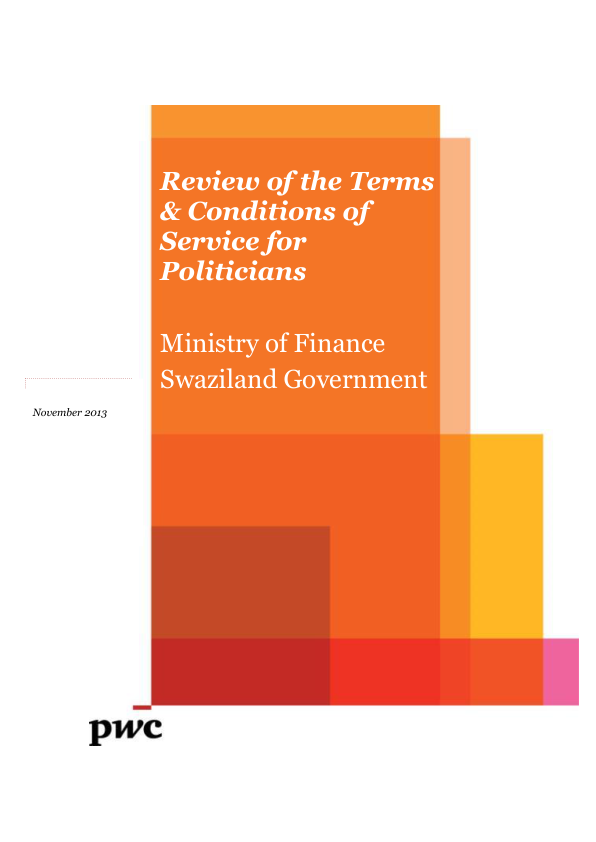 Review of the Terms
& Conditions of
Service for
Politicians
Ministry of Finance
Swaziland Government
November 2013
pwc